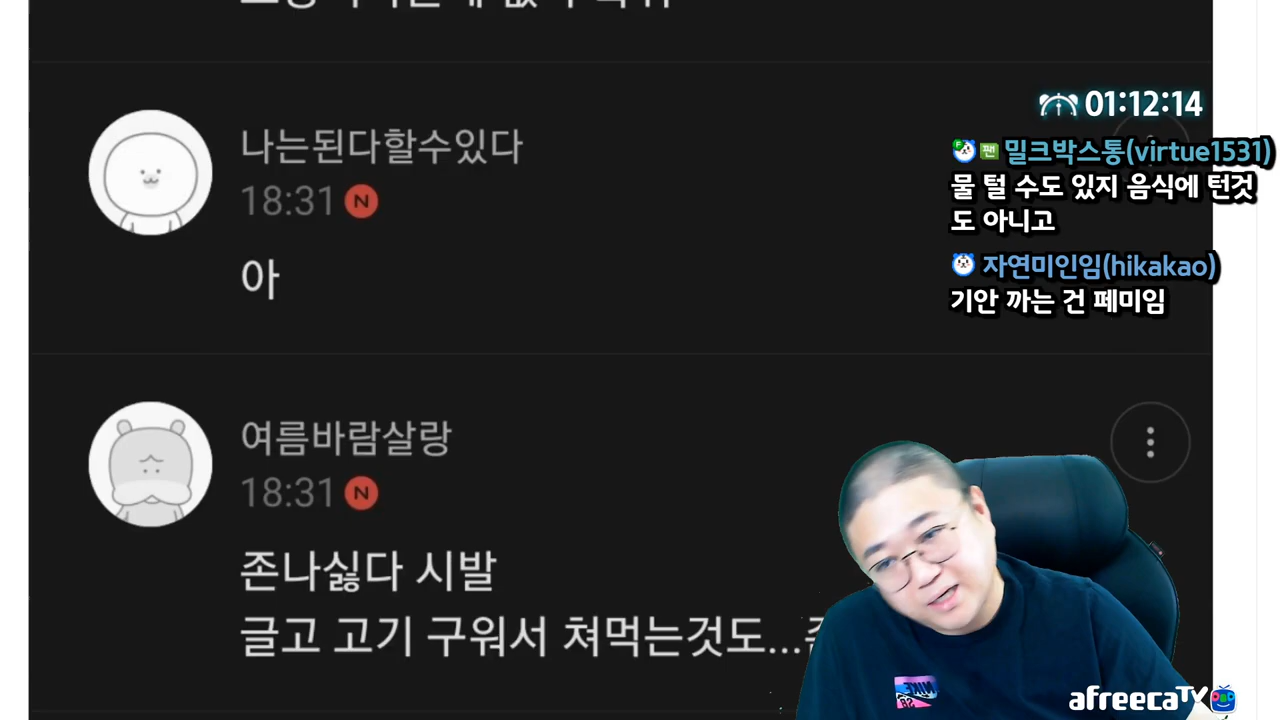 나는된다할수있다
18:31 N
아
여름바람살랑
18:31 N
존나싫다 시발
글고 고기 구워서 쳐먹는것도...
01:12:14
F 팬 밀크박스통(virtue1531)
물 털 수도 있지 음식에 턴것
도 아니고
자연미인임(hikakao)
기안 까는 건 페미임
NIKE
afreecaTV